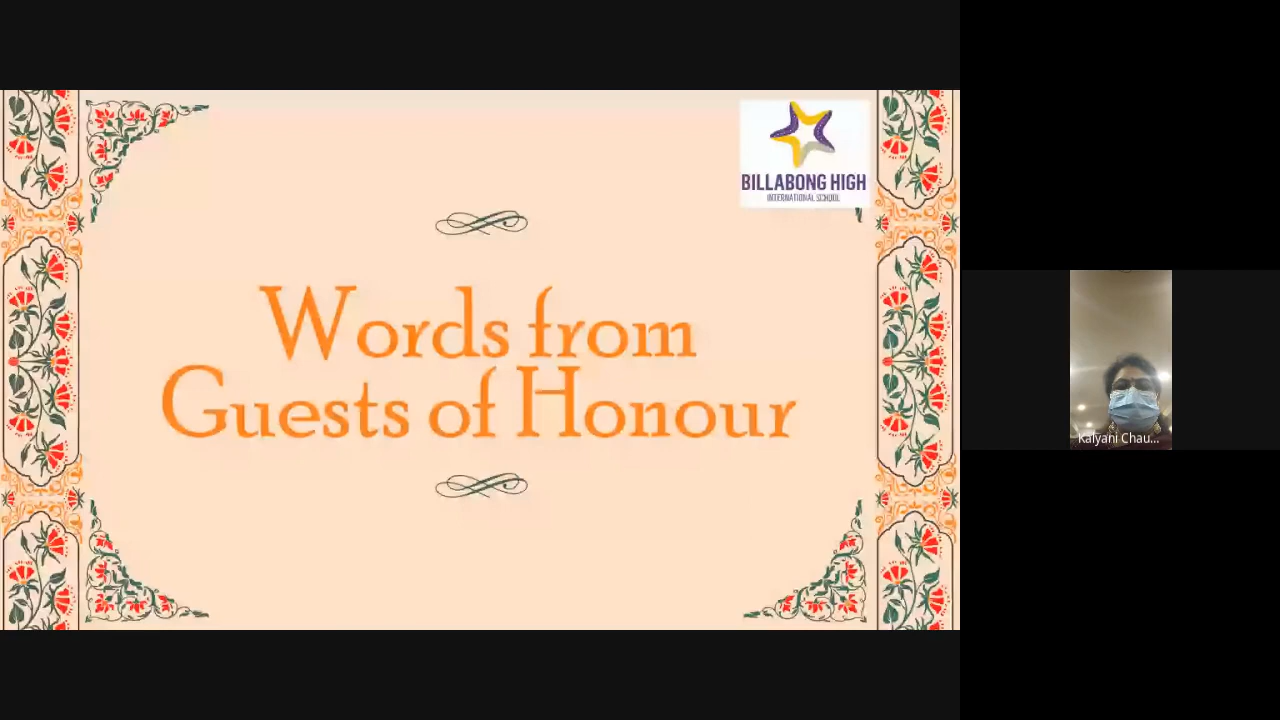 BILLABONG HIGH
INTERNATIONAL SCHOOL
Words from
Guests of Honour
Kalyani Chau...